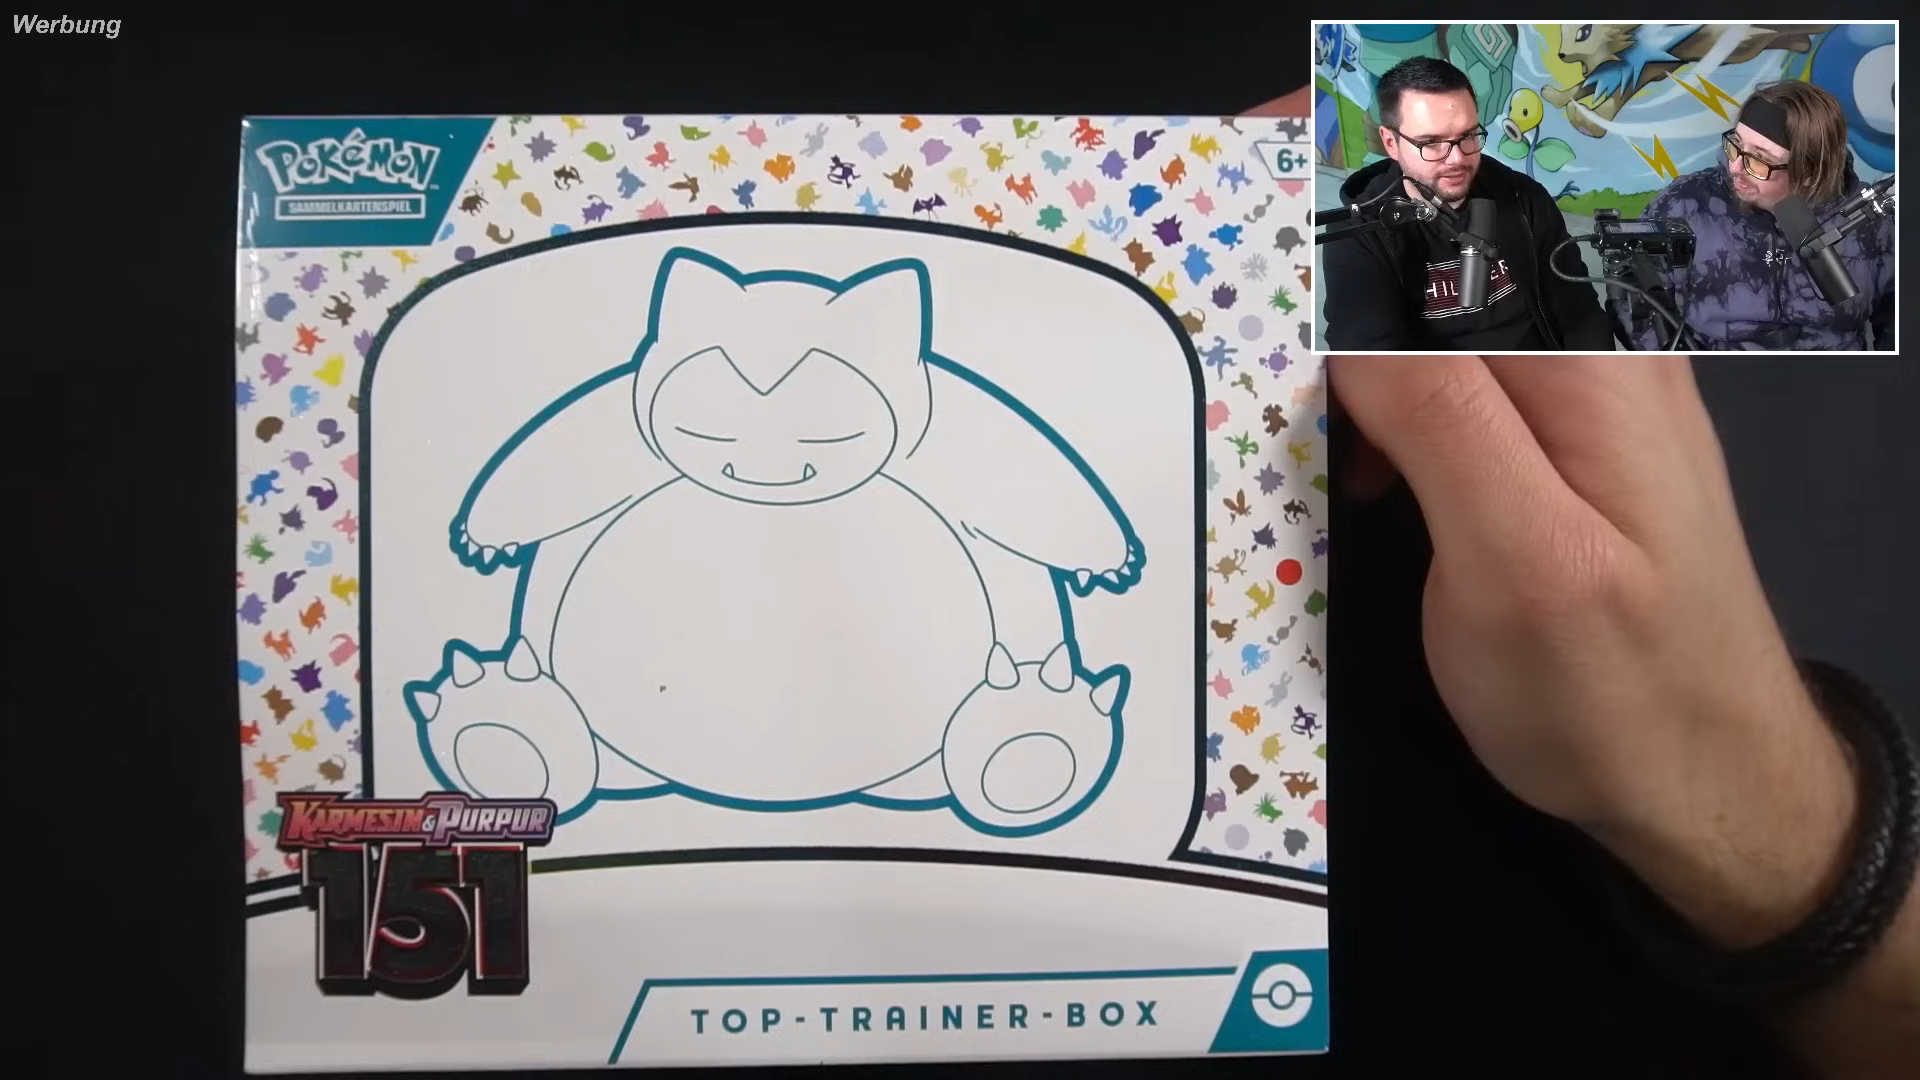 Werbung
POKÉMON
SAMMELKARTENSPIEL
6+
KARMESIN & PURPUR
151
TOP-TRAINER-BOX